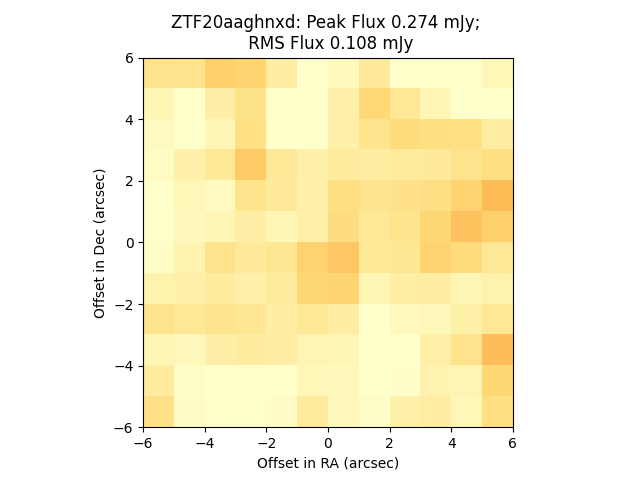 ZTF20aaghnxd: Peak Flux 0.274 mJy;
RMS Flux 0.108 mJy
6
4
2
0
−2
−4
−6
Offset in Dec (arcsec)
−6 −4 −2 0 2 4 6
Offset in RA (arcsec)